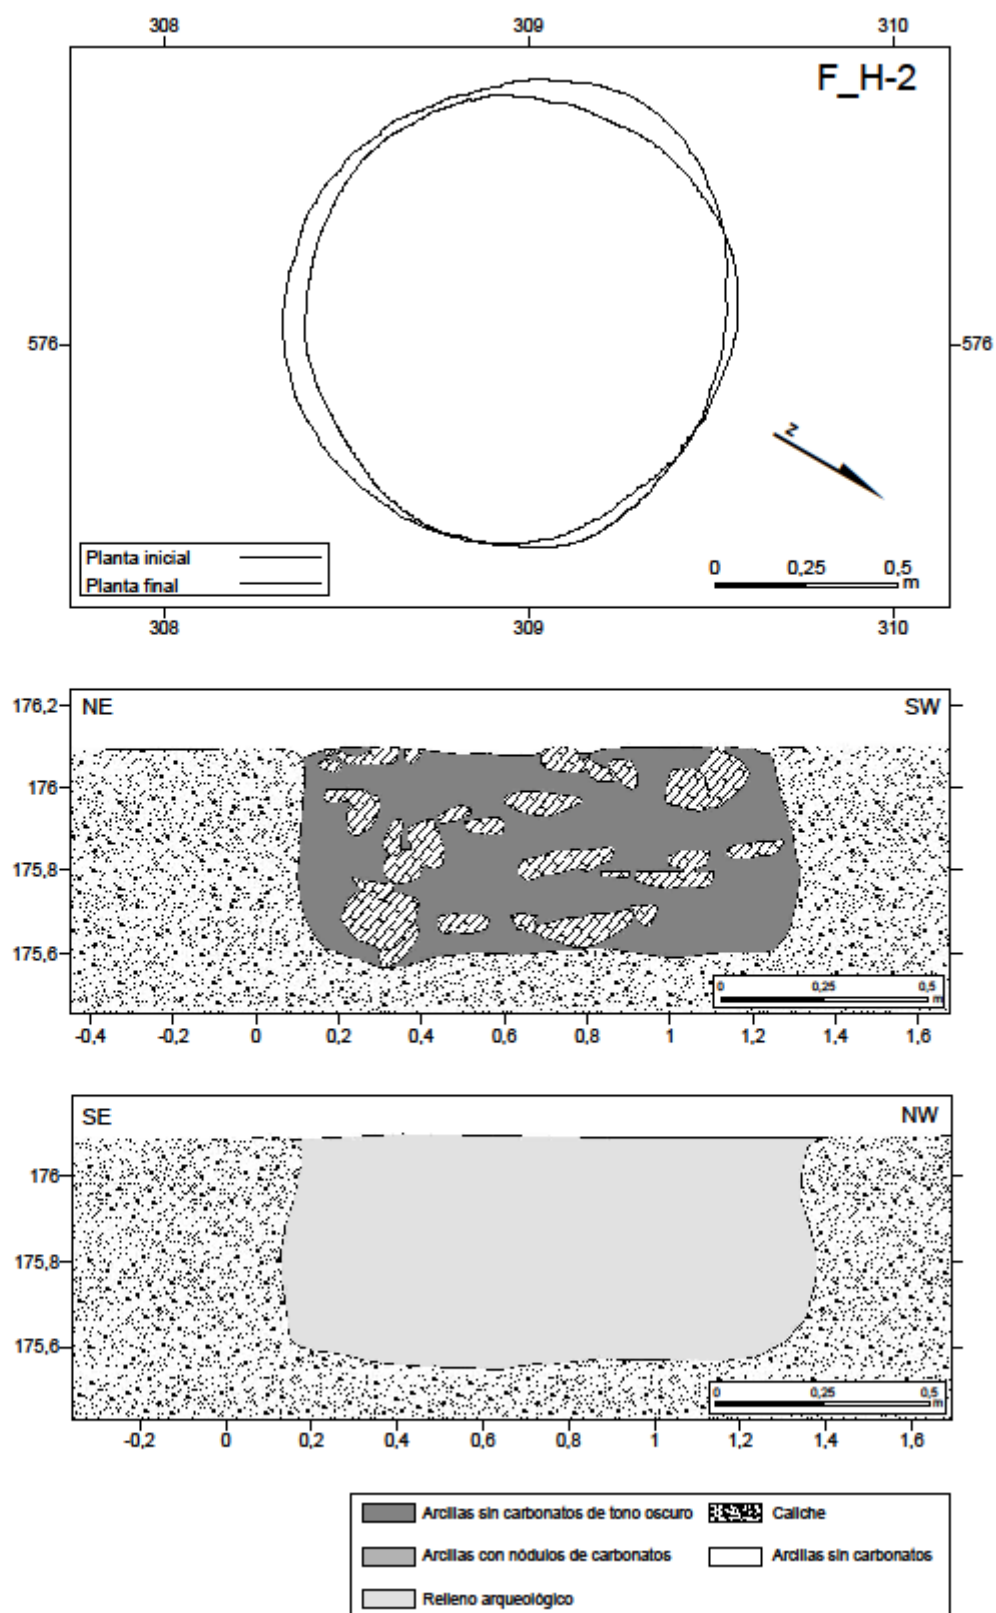 308 309 310
F_H-2
576 576
N
Planta inicial
Planta final
0 0,25 0,5
m
308 309 310
176,2
NE SW
176
175,8
175,6
0 0,25 0,5
m
-0,4 -0,2 0 0,2 0,4 0,6 0,8 1 1,2 1,4 1,6
SE NW
176
175,8
175,6
0 0,25 0,5
m
-0,2 0 0,2 0,4 0,6 0,8 1 1,2 1,4 1,6
Arcillas sin carbonatos de tono oscuro Caliche
Arcillas con nódulos de carbonatos Arcillas sin carbonatos
Relleno arqueológico